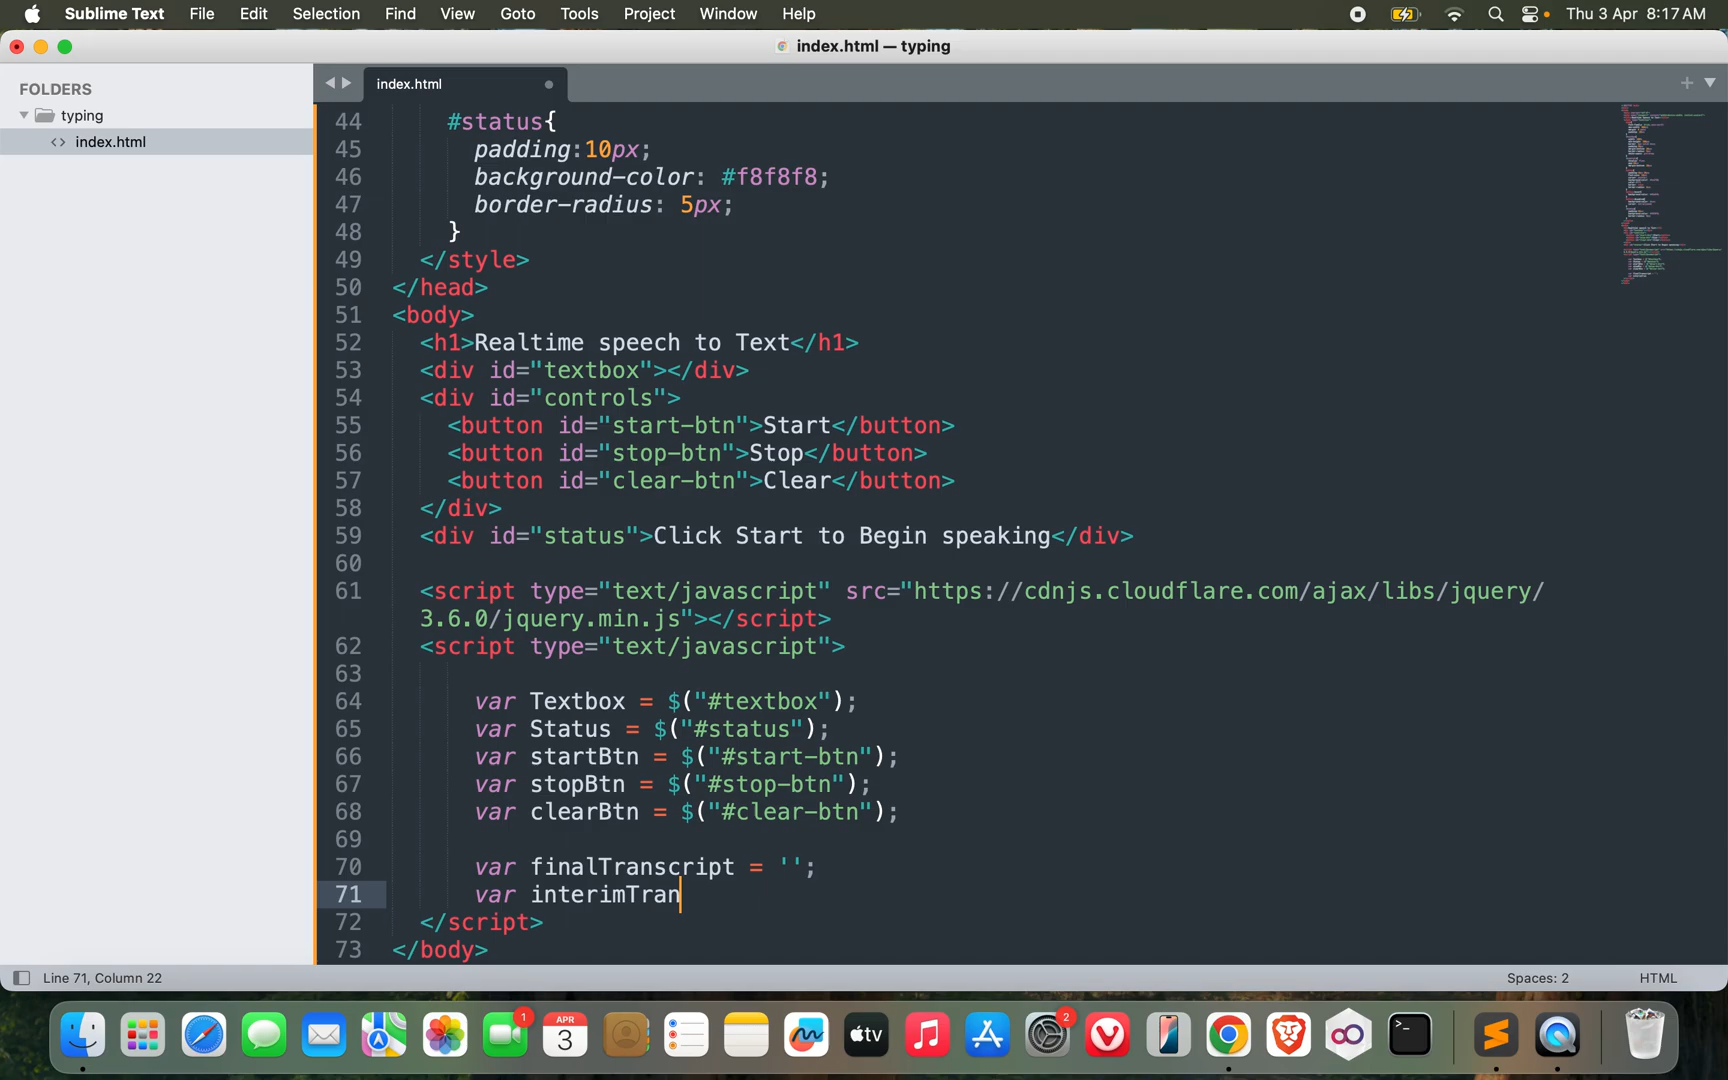 Sublime Text File Edit Selection Find View Goto Tools Project Window Help Thu 3 Apr 8:17 AM
index.html — typing
FOLDERS
typing
<> index.html
index.html
44 #status{
45 padding:10px;
46 background-color: #f8f8f8;
47 border-radius: 5px;
48 }
49 </style>
50 </head>
51 <body>
52 <h1>Realtime speech to Text</h1>
53 <div id="textbox"></div>
54 <div id="controls">
55 <button id="start-btn">Start</button>
56 <button id="stop-btn">Stop</button>
57 <button id="clear-btn">Clear</button>
58 </div>
59 <div id="status">Click Start to Begin speaking</div>
60
61 <script type="text/javascript" src="https://cdnjs.cloudflare.com/ajax/libs/jquery/
3.6.0/jquery.min.js"></script>
62 <script type="text/javascript">
63
64 var Textbox = $("#textbox");
65 var Status = $("#status");
66 var startBtn = $("#start-btn");
67 var stopBtn = $("#stop-btn");
68 var clearBtn = $("#clear-btn");
69
70 var finalTranscript = '';
71 var interimTran
72 </script>
73 </body>
Line 71, Column 22 Spaces: 2 HTML
1 APR 3 tv 2